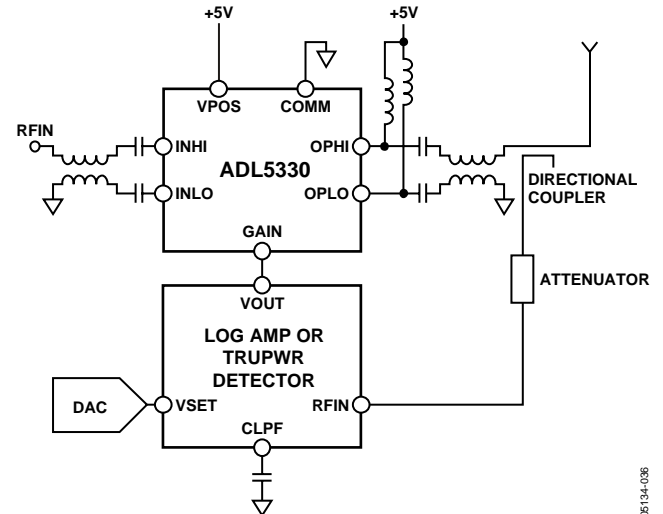 +5V
+5V
VPOS
COMM
RFIN
INHI
OPHI
ADL5330
INLO
OPLO
DIRECTIONAL
COUPLER
GAIN
ATTENUATOR
VOUT
LOG AMP OR
TRUPWR
DETECTOR
DAC
VSET
RFIN
CLPF
05134-036